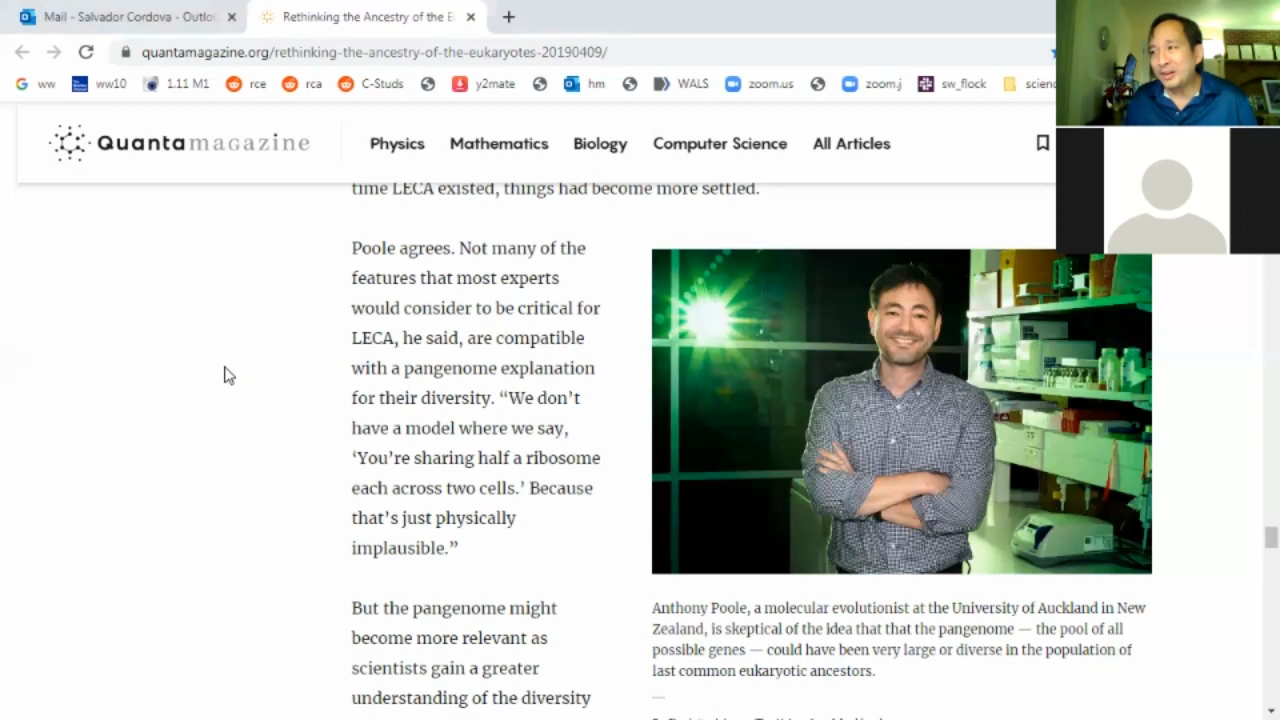 Mail - Salvador Cordova - Outlo
Rethinking the Ancestry of the E
quantamagazine.org/rethinking-the-ancestry-of-the-eukaryotes-20190409/
ww
ww10
1.11 M1
rce
rca
C-Studs
y2mate
hm
WALS
zoom.us
zoom.j
sw_flock
scienc
Quantamagazine
Physics
Mathematics
Biology
Computer Science
All Articles
time LECA existed, things had become more settled.
Poole agrees. Not many of the
features that most experts
would consider to be critical for
LECA, he said, are compatible
with a pangenome explanation
for their diversity. “We don’t
have a model where we say,
‘You’re sharing half a ribosome
each across two cells.’ Because
that’s just physically
implausible.”
But the pangenome might
become more relevant as
scientists gain a greater
understanding of the diversity
Anthony Poole, a molecular evolutionist at the University of Auckland in New
Zealand, is skeptical of the idea that that the pangenome — the pool of all
possible genes — could have been very large or diverse in the population of
last common eukaryotic ancestors.